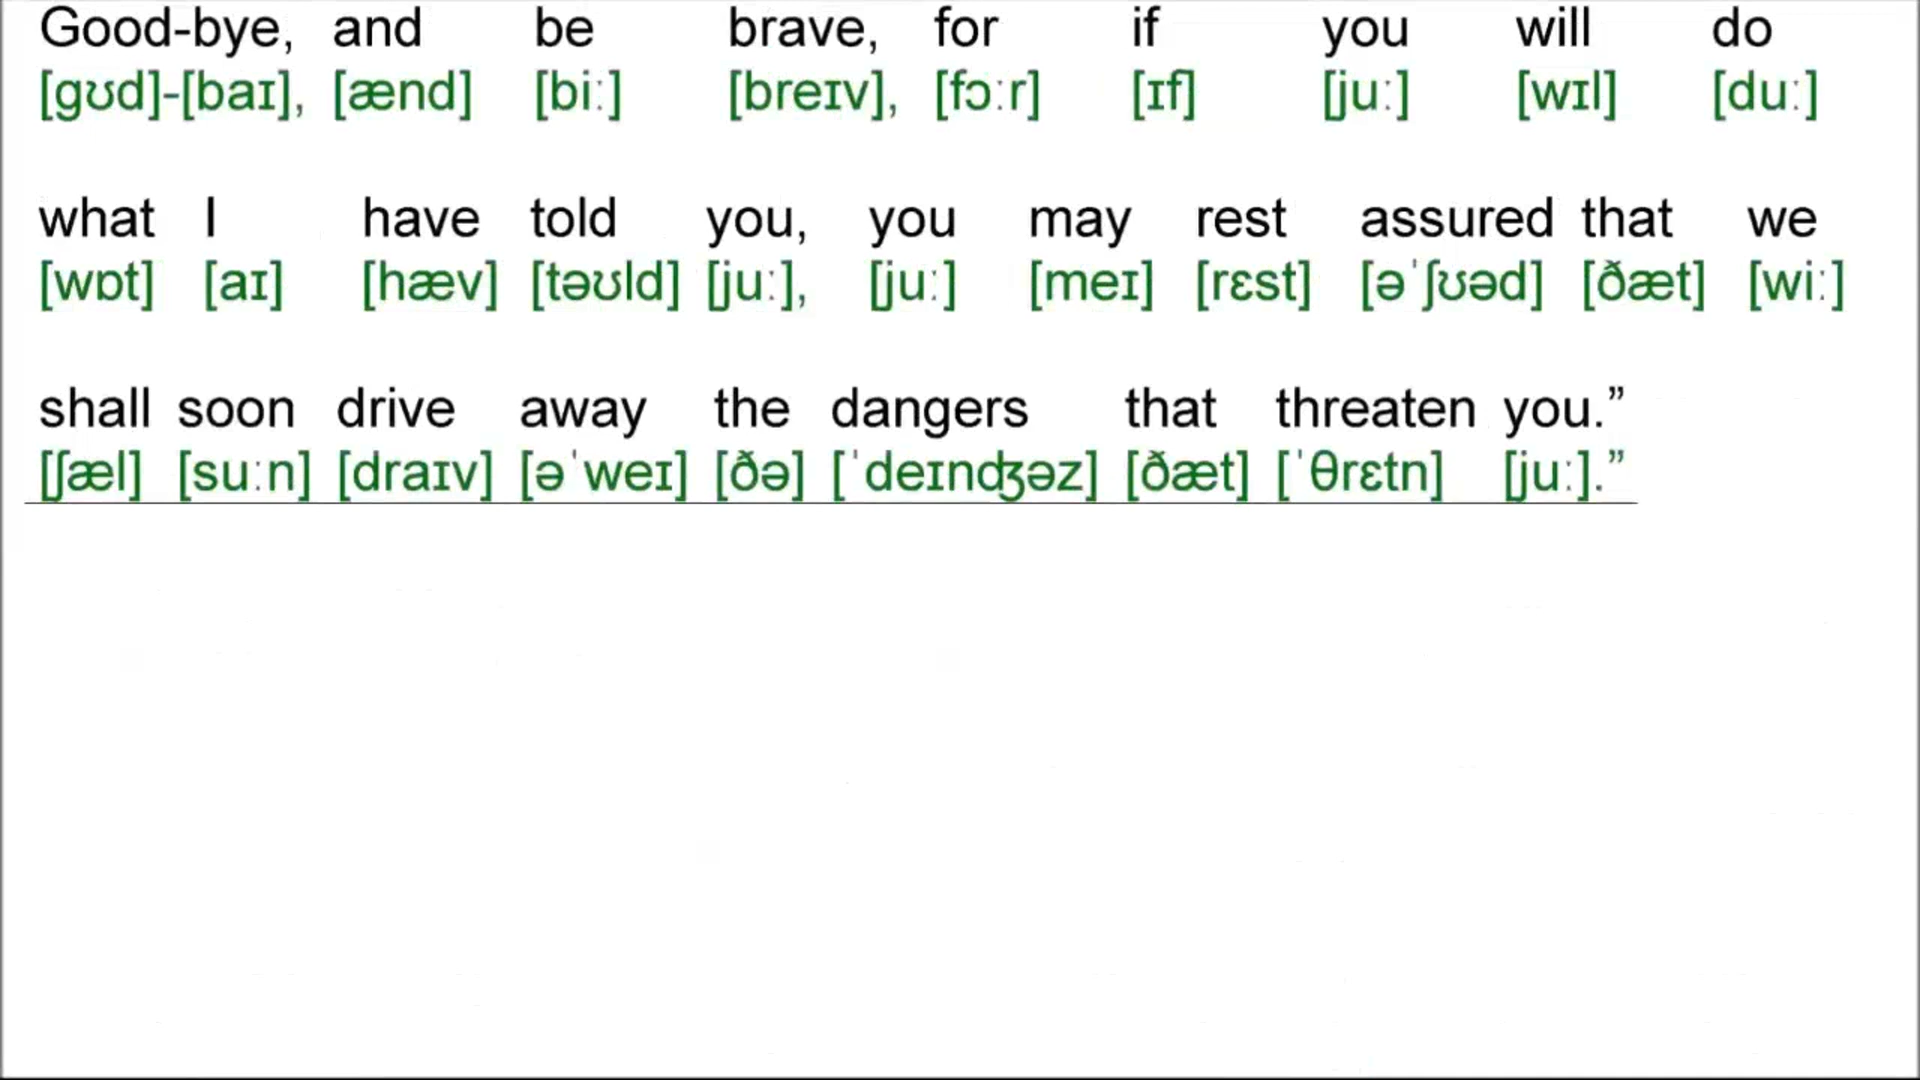 Good-bye, and be brave, for if you will do
[gʊd]-[baɪ], [ænd] [biː] [breɪv], [fɔːr] [ɪf] [juː] [wɪl] [duː]
what I have told you, you may rest assured that we
[wɒt] [aɪ] [hæv] [təʊld] [juː], [juː] [meɪ] [rɛst] [əˈʃʊəd] [ðæt] [wiː]
shall soon drive away the dangers that threaten you.”
[ʃæl] [suːn] [draɪv] [əˈweɪ] [ðə] [ˈdeɪnʤəz] [ðæt] [ˈθrɛtn] [juː].”